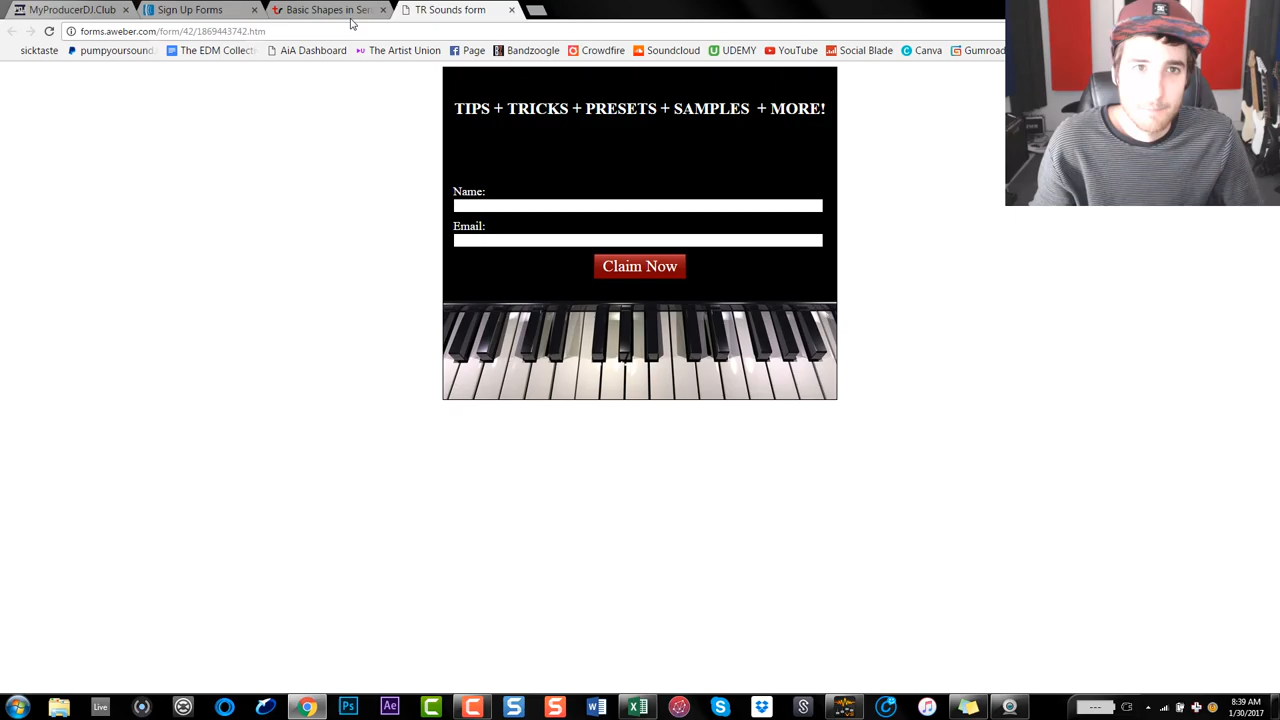 MyProducerDJ.Club
Sign Up Forms
Basic Shapes in Ser
TR Sounds form
forms.aweber.com/form/42/1869443742.htm
sicktaste
pumpyoursound.
The EDM Collect
AiA Dashboard
The Artist Union
Page
Bandzoogle
Crowdfire
Soundcloud
UDEMY
YouTube
Social Blade
Canva
Gumroad
TIPS + TRICKS + PRESETS + SAMPLES + MORE!
Name:
Email:
Claim Now
Live
Ps
Ae
8:39 AM
1/30/2017